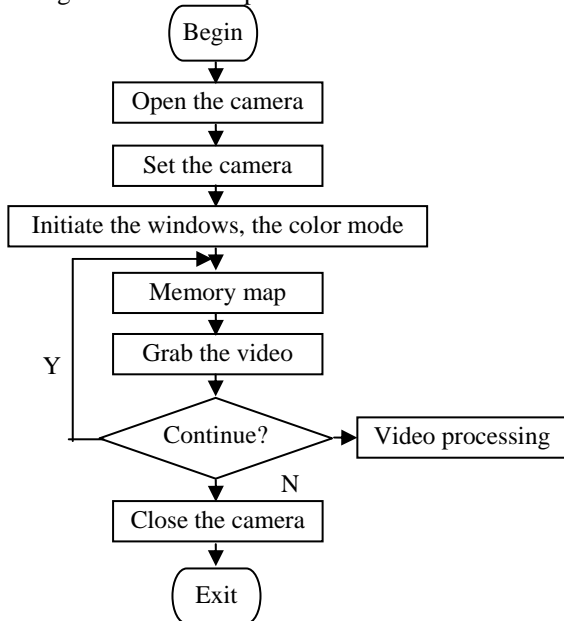 Begin
Open the camera
Set the camera
Initiate the windows, the color mode
Memory map
Grab the video
Y
Continue?
Video processing
N
Close the camera
Exit